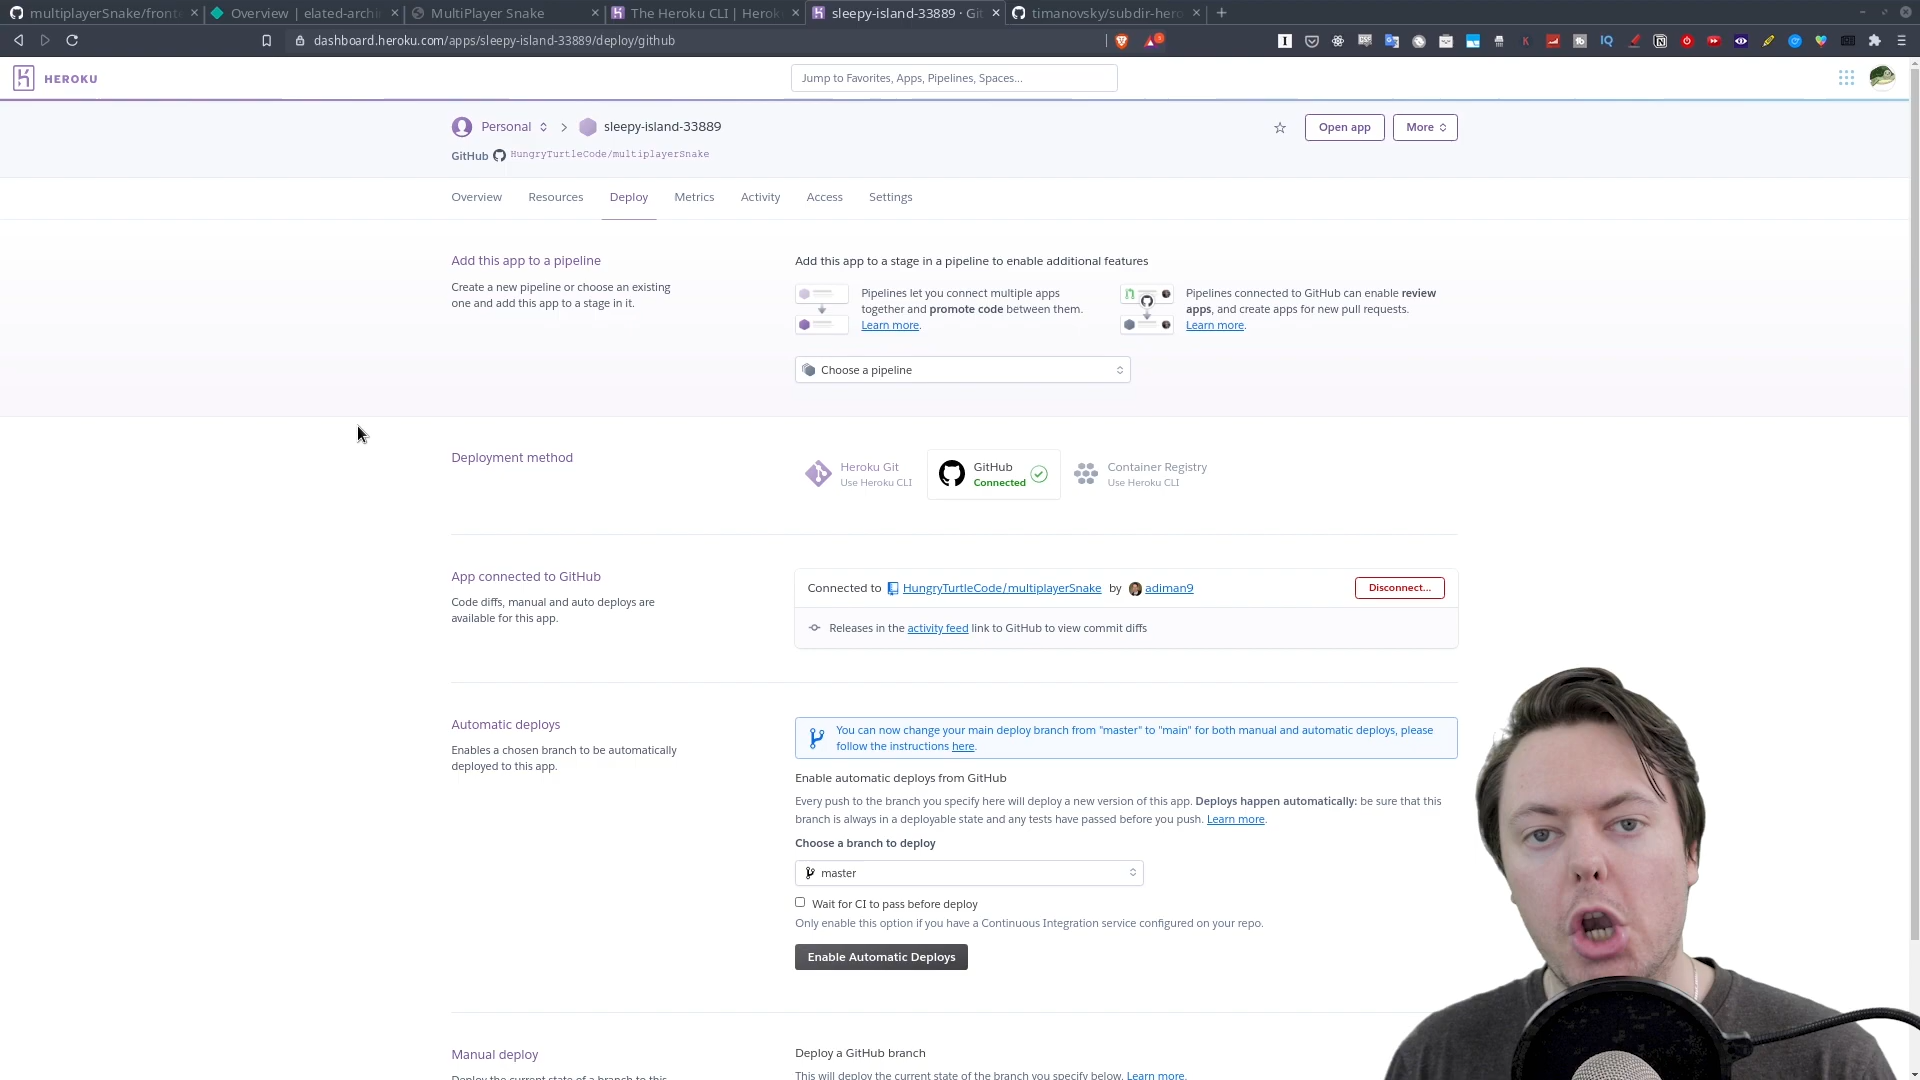 multiplayerSnake/front
Overview | elated-archi
MultiPlayer Snake
The Heroku CLI | Herok
sleepy-island-33889 · Git
timanovsky/subdir-hero
dashboard.heroku.com/apps/sleepy-island-33889/deploy/github
HEROKU
Jump to Favorites, Apps, Pipelines, Spaces...
Personal
sleepy-island-33889
Open app
More
GitHub HungryTurtleCode/multiplayerSnake
Overview
Resources
Deploy
Metrics
Activity
Access
Settings
Add this app to a pipeline
Create a new pipeline or choose an existing
one and add this app to a stage in it.
Add this app to a stage in a pipeline to enable additional features
Pipelines let you connect multiple apps
together and promote code between them.
Learn more.
Pipelines connected to GitHub can enable review
apps, and create apps for new pull requests.
Learn more.
Choose a pipeline
Deployment method
Heroku Git
Use Heroku CLI
GitHub
Connected
Container Registry
Use Heroku CLI
App connected to GitHub
Code diffs, manual and auto deploys are
available for this app.
Connected to HungryTurtleCode/multiplayerSnake by adiman9
Disconnect...
Releases in the activity feed link to GitHub to view commit diffs
Automatic deploys
Enables a chosen branch to be automatically
deployed to this app.
You can now change your main deploy branch from "master" to "main" for both manual and automatic deploys, please
follow the instructions here.
Enable automatic deploys from GitHub
Every push to the branch you specify here will deploy a new version of this app. Deploys happen automatically: be sure that this
branch is always in a deployable state and any tests have passed before you push. Learn more.
Choose a branch to deploy
master
Wait for CI to pass before deploy
Only enable this option if you have a Continuous Integration service configured on your repo.
Enable Automatic Deploys
Manual deploy
Deploy the current state of a branch to this
Deploy a GitHub branch
This will deploy the current state of the branch you specify below. Learn more.